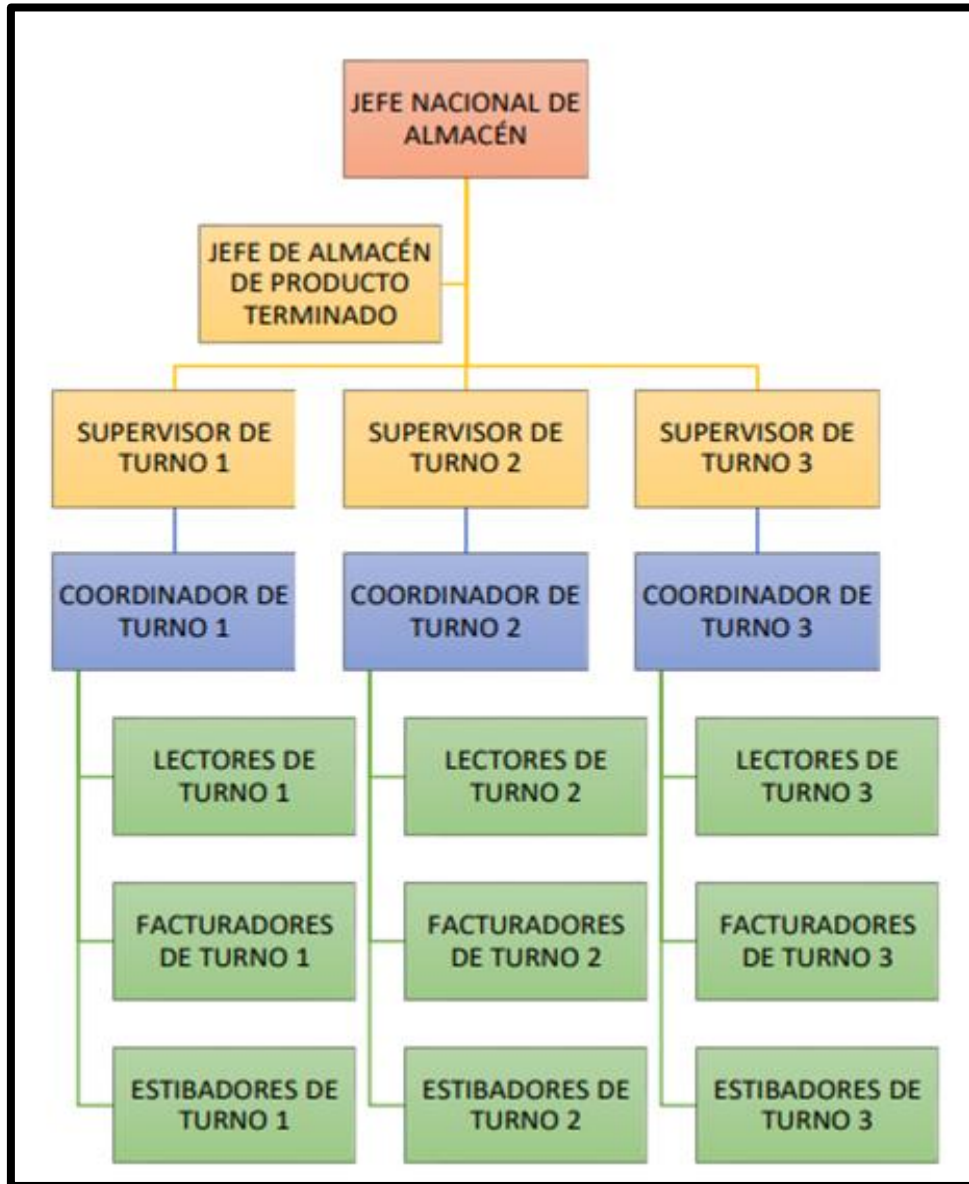 JEFE NACIONAL DE
ALMACÉN
JEFE DE ALMACÉN
DE PRODUCTO
TERMINADO
SUPERVISOR DE
TURNO 1
SUPERVISOR DE
TURNO 2
SUPERVISOR DE
TURNO 3
COORDINADOR DE
TURNO 1
COORDINADOR DE
TURNO 2
COORDINADOR DE
TURNO 3
LECTORES DE
TURNO 1
LECTORES DE
TURNO 2
LECTORES DE
TURNO 3
FACTURADORES
DE TURNO 1
FACTURADORES
DE TURNO 2
FACTURADORES
DE TURNO 3
ESTIBADORES DE
TURNO 1
ESTIBADORES DE
TURNO 2
ESTIBADORES DE
TURNO 3